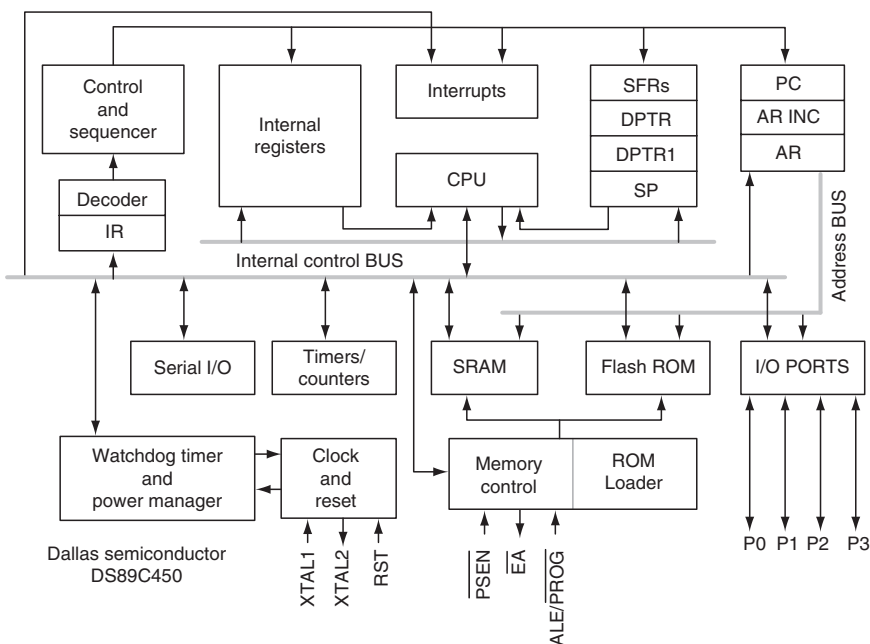 Control
and
sequencer
Decoder
IR
Internal
registers
Interrupts
CPU
SFRs
DPTR
DPTR1
SP
PC
AR INC
AR
Address BUS
Internal control BUS
Serial I/O
Timers/
counters
SRAM
Flash ROM
I/O PORTS
Watchdog timer
and
power manager
Clock
and
reset
Memory
control
ROM
Loader
XTAL1
XTAL2
RST
PSEN
EA
ALE/PROG
P0
P1
P2
P3
Dallas semiconductor
DS89C450